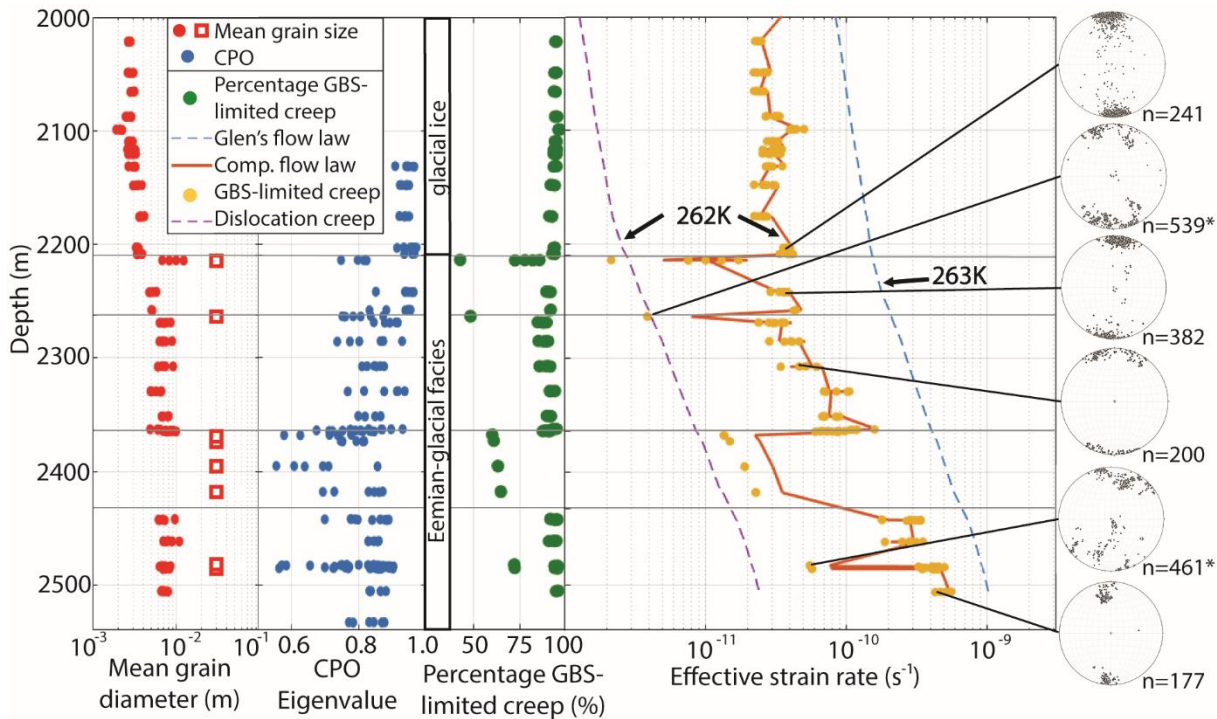 2000
2100
2200
2300
2400
2500
Depth (m)
Mean grain size
CPO
Percentage GBS-
limited creep
Glen's flow law
Comp. flow law
GBS-limited creep
Dislocation creep
glacial ice
Eemian-glacial facies
262K
263K
n=241
n=539*
n=382
n=200
n=461*
n=177
10-3
10-2
10-1
0.6
0.8
1.0
50
75
100
10-11
10-10
10-9
Mean grain
diameter (m)
CPO
Eigenvalue
Percentage GBS-
limited creep (%)
Effective strain rate (s-1)